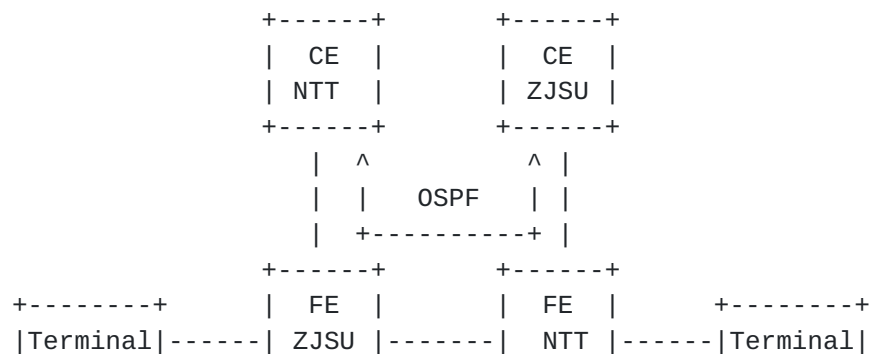 CE CE
NTT ZJSU
OSPF
FE FE
Terminal ZJSU NTT Terminal